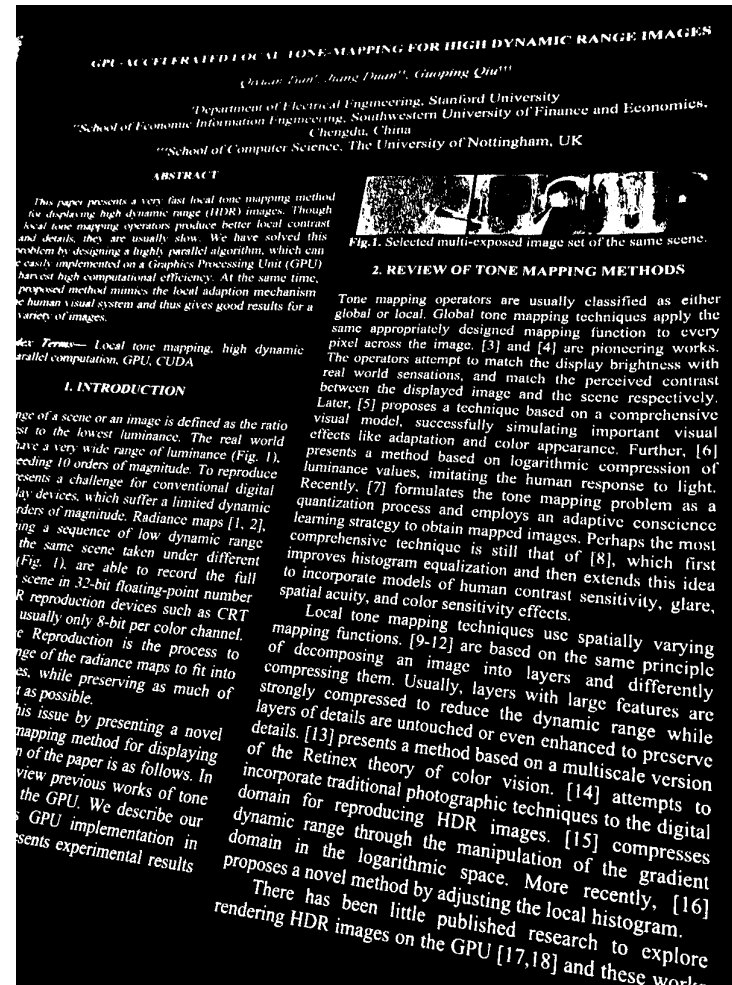 GPU-ACCELERATED LOCAL TONE-MAPPING FOR HIGH DYNAMIC RANGE IMAGES
Jiang Duan, Guoping Qiu
Department of Electrical Engineering, Stanford University
School of Economic Information Engineering, Southwestern University of Finance and Economics,
Chengdu, China
School of Computer Science, The University of Nottingham, UK
ABSTRACT
This paper presents a very fast local tone mapping method
for displaying high dynamic range (HDR) images. Though
local tone mapping operators produce better local contrast
and details, they are usually slow. We have solved this
problem by designing a highly parallel algorithm, which can
easily implemented on a Graphics Processing Unit (GPU)
harvest high computational efficiency. At the same time,
proposed method mimics the local adaption mechanism
human visual system and thus gives good results for a
variety of images.
Terms— Local tone mapping, high dynamic
parallel computation, GPU, CUDA
1. INTRODUCTION
of a scene or an image is defined as the ratio
to the lowest luminance. The real world
have a very wide range of luminance (Fig. 1),
10 orders of magnitude. To reproduce
a challenge for conventional digital
devices, which suffer a limited dynamic
orders of magnitude. Radiance maps [1, 2],
a sequence of low dynamic range
the same scene taken under different
(Fig. 1), are able to record the full
scene in 32-bit floating-point number
reproduction devices such as CRT
usually only 8-bit per color channel.
Reproduction is the process to
of the radiance maps to fit into
while preserving as much of
as possible.
this issue by presenting a novel
mapping method for displaying
of the paper is as follows. In
view previous works of tone
the GPU. We describe our
GPU implementation in
experimental results
Fig.1. Selected multi-exposed image set of the same scene.
2. REVIEW OF TONE MAPPING METHODS
Tone mapping operators are usually classified as either
global or local. Global tone mapping techniques apply the
same appropriately designed mapping function to every
pixel across the image. [3] and [4] are pioneering works.
The operators attempt to match the display brightness with
real world sensations, and match the perceived contrast
between the displayed image and the scene respectively.
Later, [5] proposes a technique based on a comprehensive
visual model, successfully simulating important visual
effects like adaptation and color appearance. Further, [6]
presents a method based on logarithmic compression of
luminance values, imitating the human response to light.
Recently, [7] formulates the tone mapping problem as a
quantization process and employs an adaptive conscience
learning strategy to obtain mapped images. Perhaps the most
comprehensive technique is still that of [8], which first
improves histogram equalization and then extends this idea
to incorporate models of human contrast sensitivity, glare,
spatial acuity, and color sensitivity effects.
Local tone mapping techniques use spatially varying
mapping functions. [9-12] are based on the same principle
of decomposing an image into layers and differently
compressing them. Usually, layers with large features are
strongly compressed to reduce the dynamic range while
layers of details are untouched or even enhanced to preserve
details. [13] presents a method based on a multiscale version
of the Retinex theory of color vision. [14] attempts to
incorporate traditional photographic techniques to the digital
domain for reproducing HDR images. [15] compresses
dynamic range through the manipulation of the gradient
domain in the logarithmic space. More recently, [16]
proposes a novel method by adjusting the local histogram.
There has been little published research to explore
rendering HDR images on the GPU [17,18] and these works